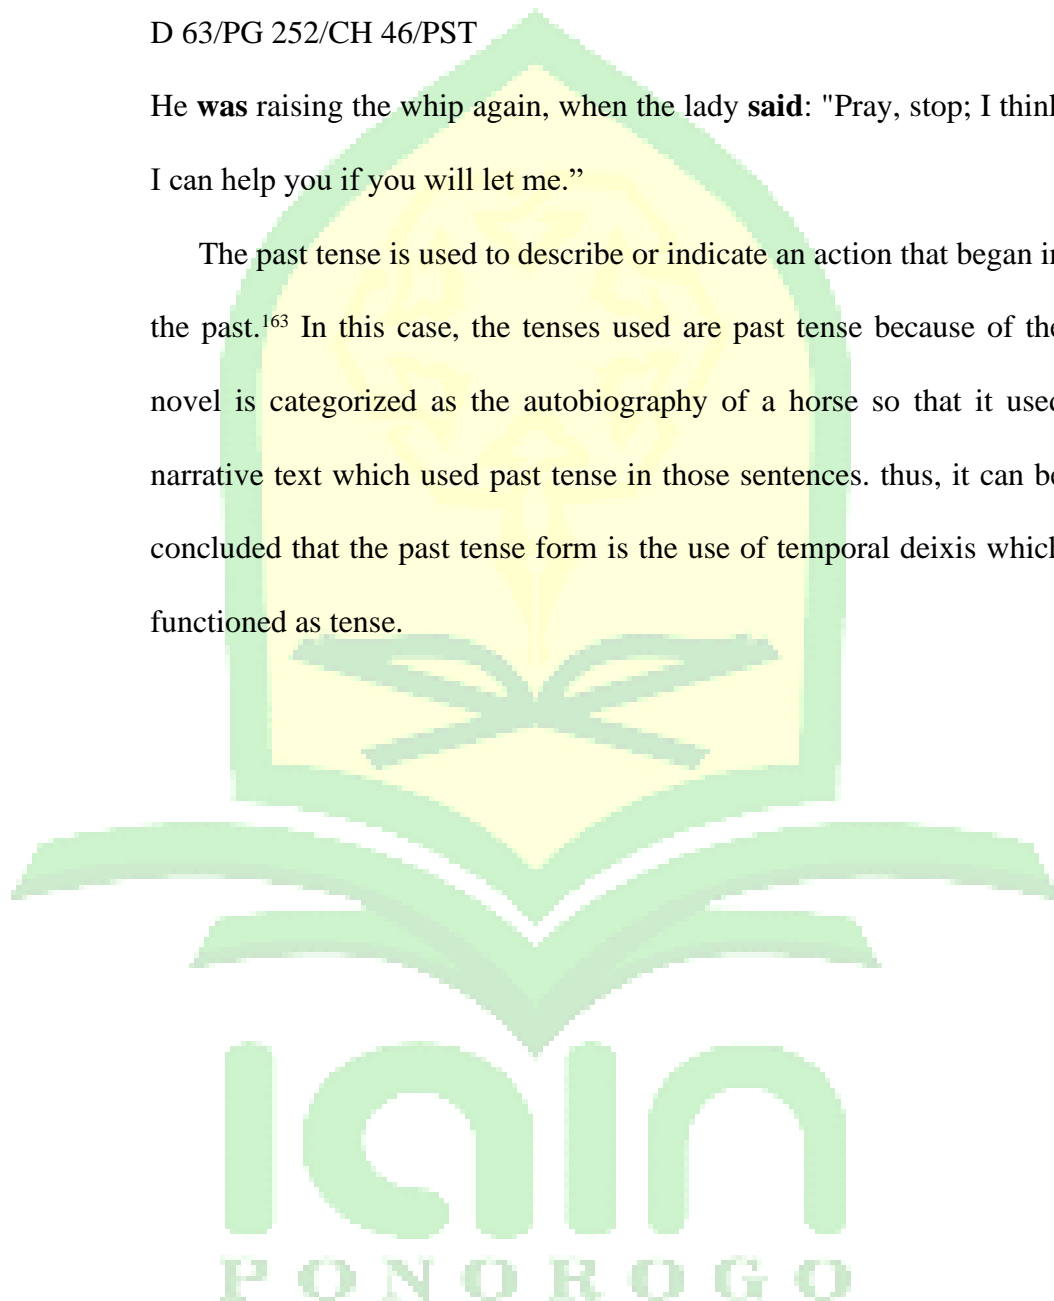 D 63/PG 252/CH 46/PST
He was raising the whip again, when the lady said: "Pray, stop; I think
I can help you if you will let me.”
The past tense is used to describe or indicate an action that began in
the past.¹⁶³ In this case, the tenses used are past tense because of the
novel is categorized as the autobiography of a horse so that it used
narrative text which used past tense in those sentences. thus, it can be
concluded that the past tense form is the use of temporal deixis which
functioned as tense.
iain
PONOROGO